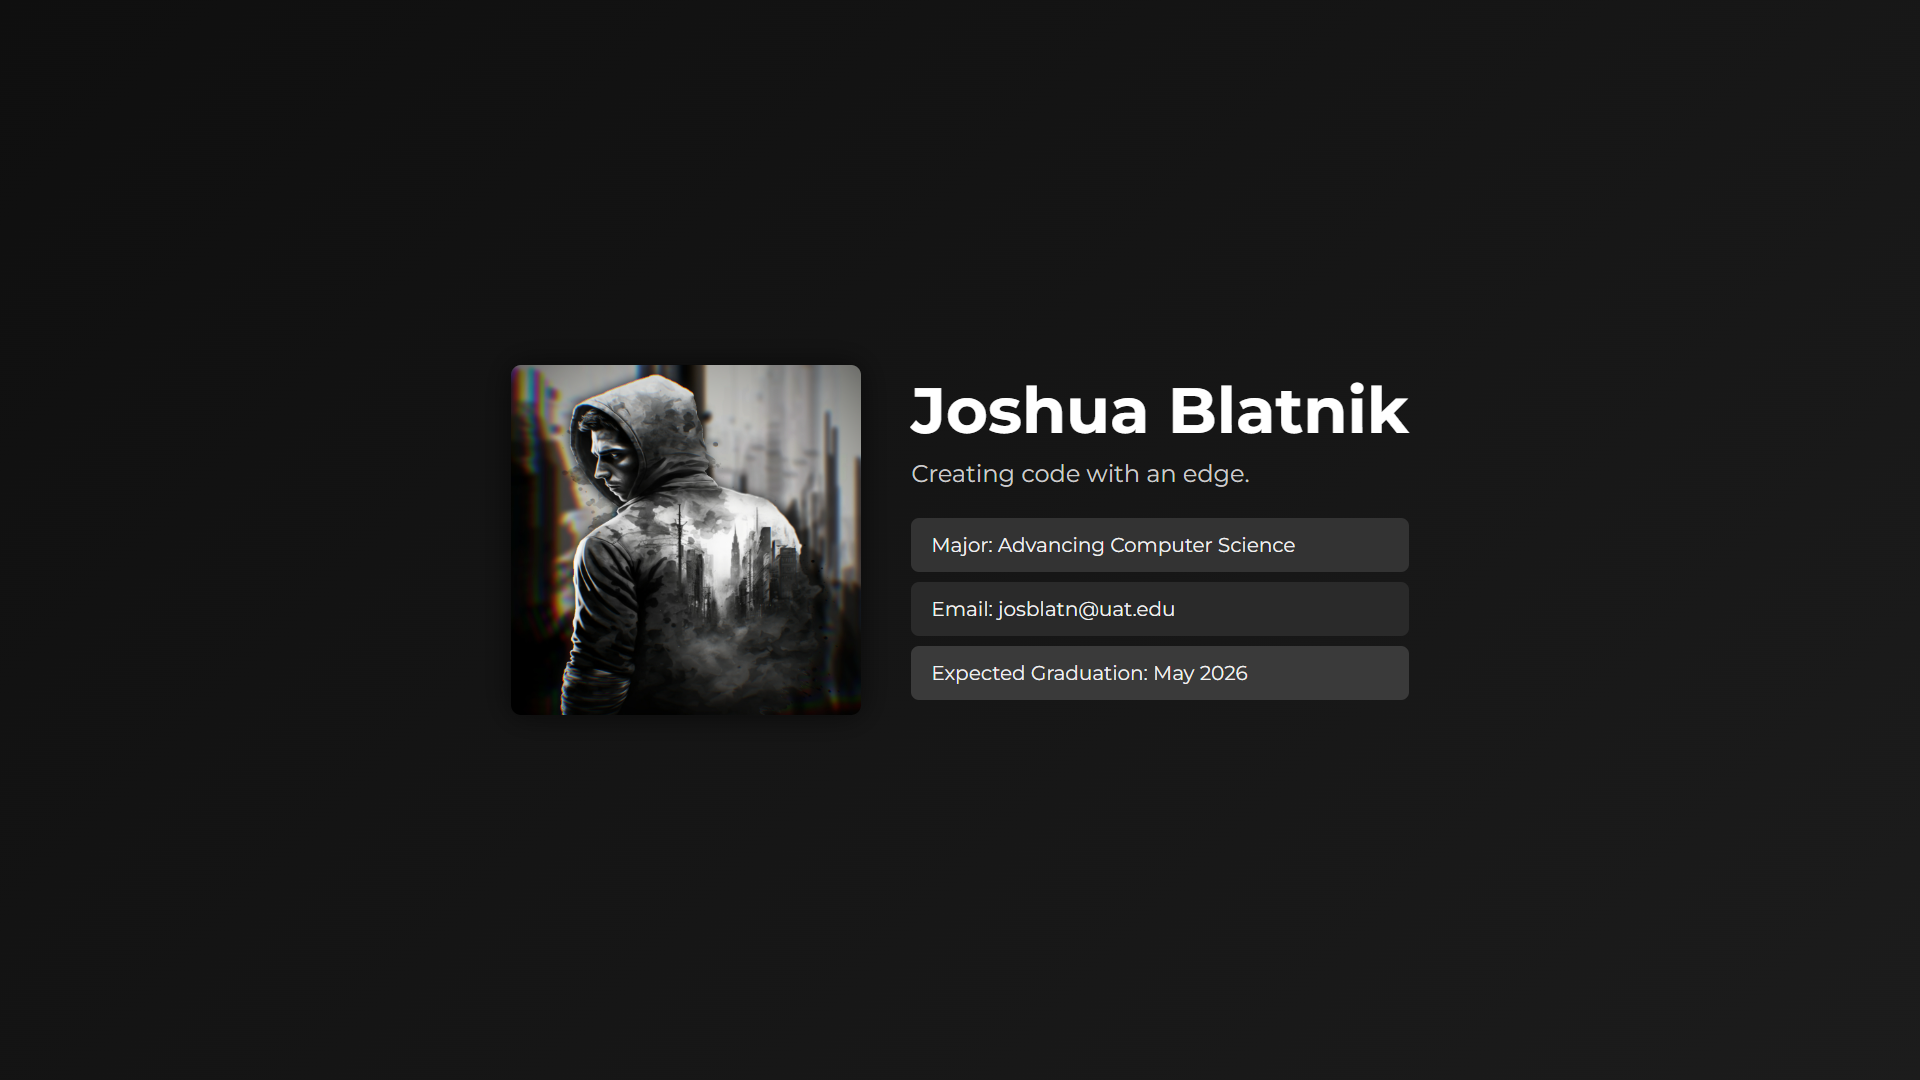 Joshua Blatnik
Creating code with an edge.
Major: Advancing Computer Science
Email: josblatn@uat.edu
Expected Graduation: May 2026